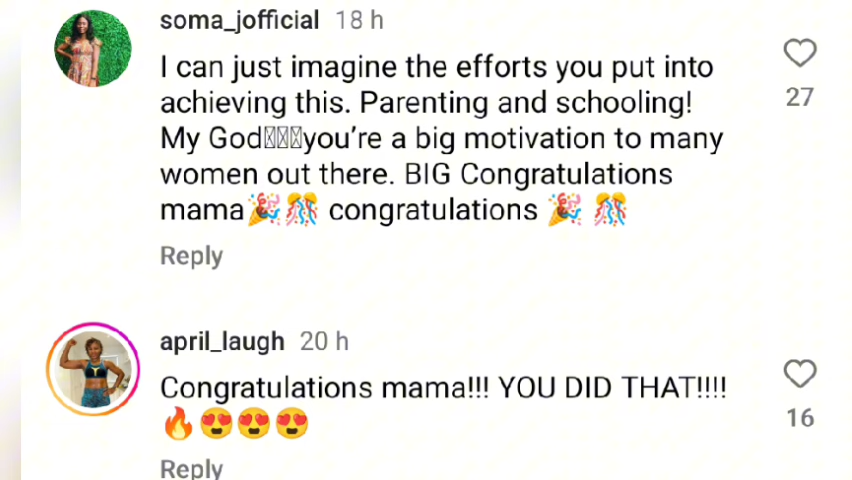 soma_jofficial 18 h
I can just imagine the efforts you put into
achieving this. Parenting and schooling!
My God▯▯▯you’re a big motivation to many
women out there. BIG Congratulations
mama🎉🎊 congratulations 🎉 🎊
27
Reply
april_laugh 20 h
Congratulations mama!!! YOU DID THAT!!!!
🔥😍😍😍
16
Reply